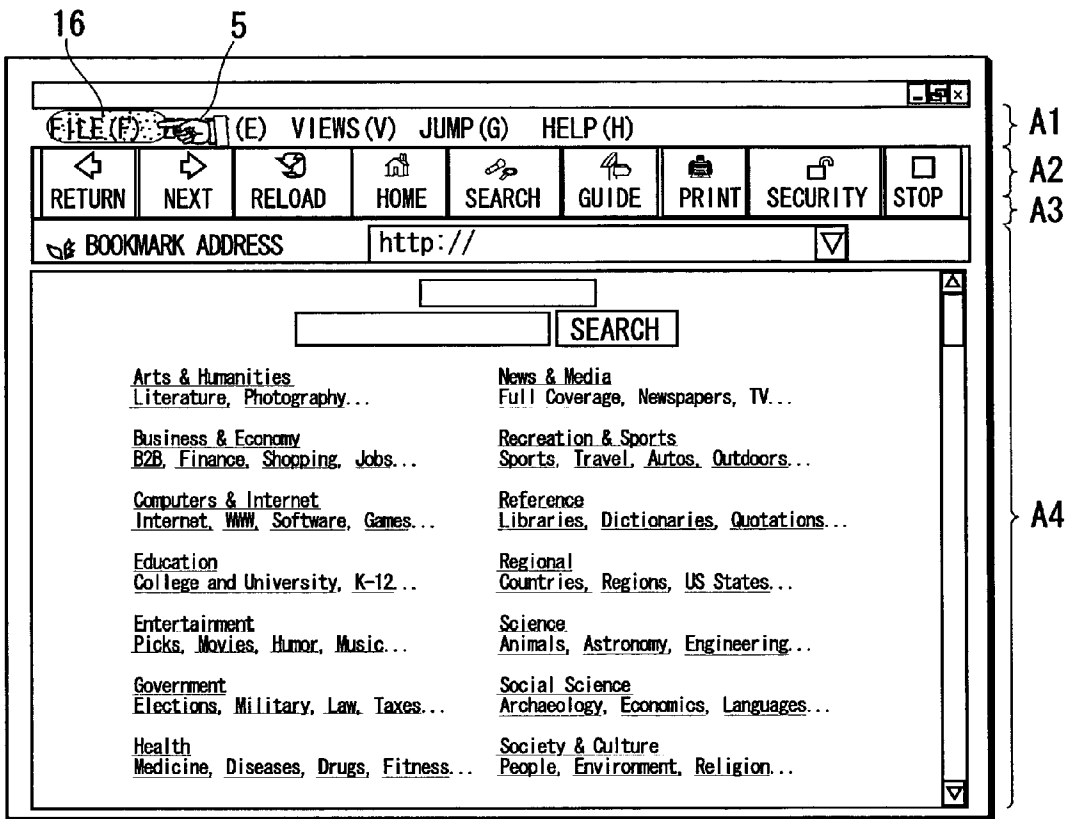 16 5
FILE(F) (E) VIEWS(V) JUMP(G) HELP(H) A1
A2
RETURN NEXT RELOAD HOME SEARCH GUIDE PRINT SECURITY STOP
A3
BOOKMARK ADDRESS http://
SEARCH
Arts & Humanities News & Media
Literature, Photography... Full Coverage, Newspapers, TV...
Business & Economy Recreation & Sports
B2B, Finance, Shopping, Jobs... Sports, Travel, Autos, Outdoors...
Computers & Internet Reference
Internet, WWW, Software, Games... Libraries, Dictionaries, Quotations...
A4
Education Regional
College and University, K-12... Countries, Regions, US States...
Entertainment Science
Picks, Movies, Humor, Music... Animals, Astronomy, Engineering...
Government Social Science
Elections, Military, Law, Taxes... Archaeology, Economics, Languages...
Health Society & Culture
Medicine, Diseases, Drugs, Fitness... People, Environment, Religion...